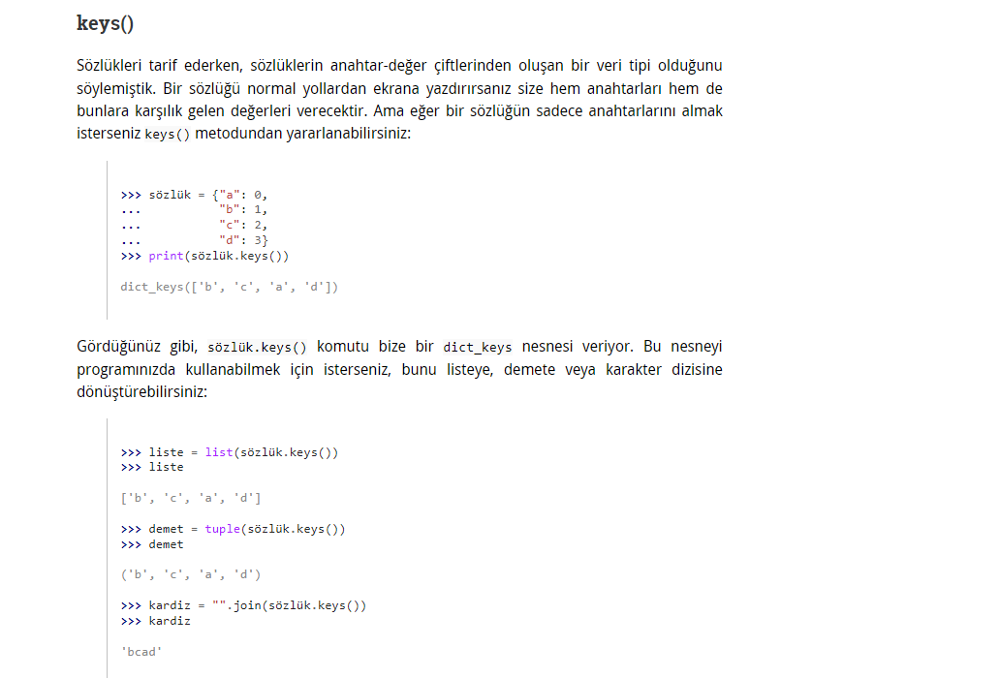 keys()
Sözlükleri tarif ederken, sözlüklerin anahtar-değer çiftlerinden oluşan bir veri tipi olduğunu
söylemiştik. Bir sözlüğü normal yollardan ekrana yazdırırsanız size hem anahtarları hem de
bunlara karşılık gelen değerleri verecektir. Ama eğer bir sözlüğün sadece anahtarlarını almak
isterseniz keys() metodundan yararlanabilirsiniz:
>>> sözlük = {"a": 0,
...           "b": 1,
...           "c": 2,
...           "d": 3}
>>> print(sözlük.keys())
dict_keys(['b', 'c', 'a', 'd'])
Gördüğünüz gibi, sözlük.keys() komutu bize bir dict_keys nesnesi veriyor. Bu nesneyi
programınızda kullanabilmek için isterseniz, bunu listeye, demete veya karakter dizisine
dönüştürebilirsiniz:
>>> liste = list(sözlük.keys())
>>> liste
['b', 'c', 'a', 'd']
>>> demet = tuple(sözlük.keys())
>>> demet
('b', 'c', 'a', 'd')
>>> kardiz = "".join(sözlük.keys())
>>> kardiz
'bcad'